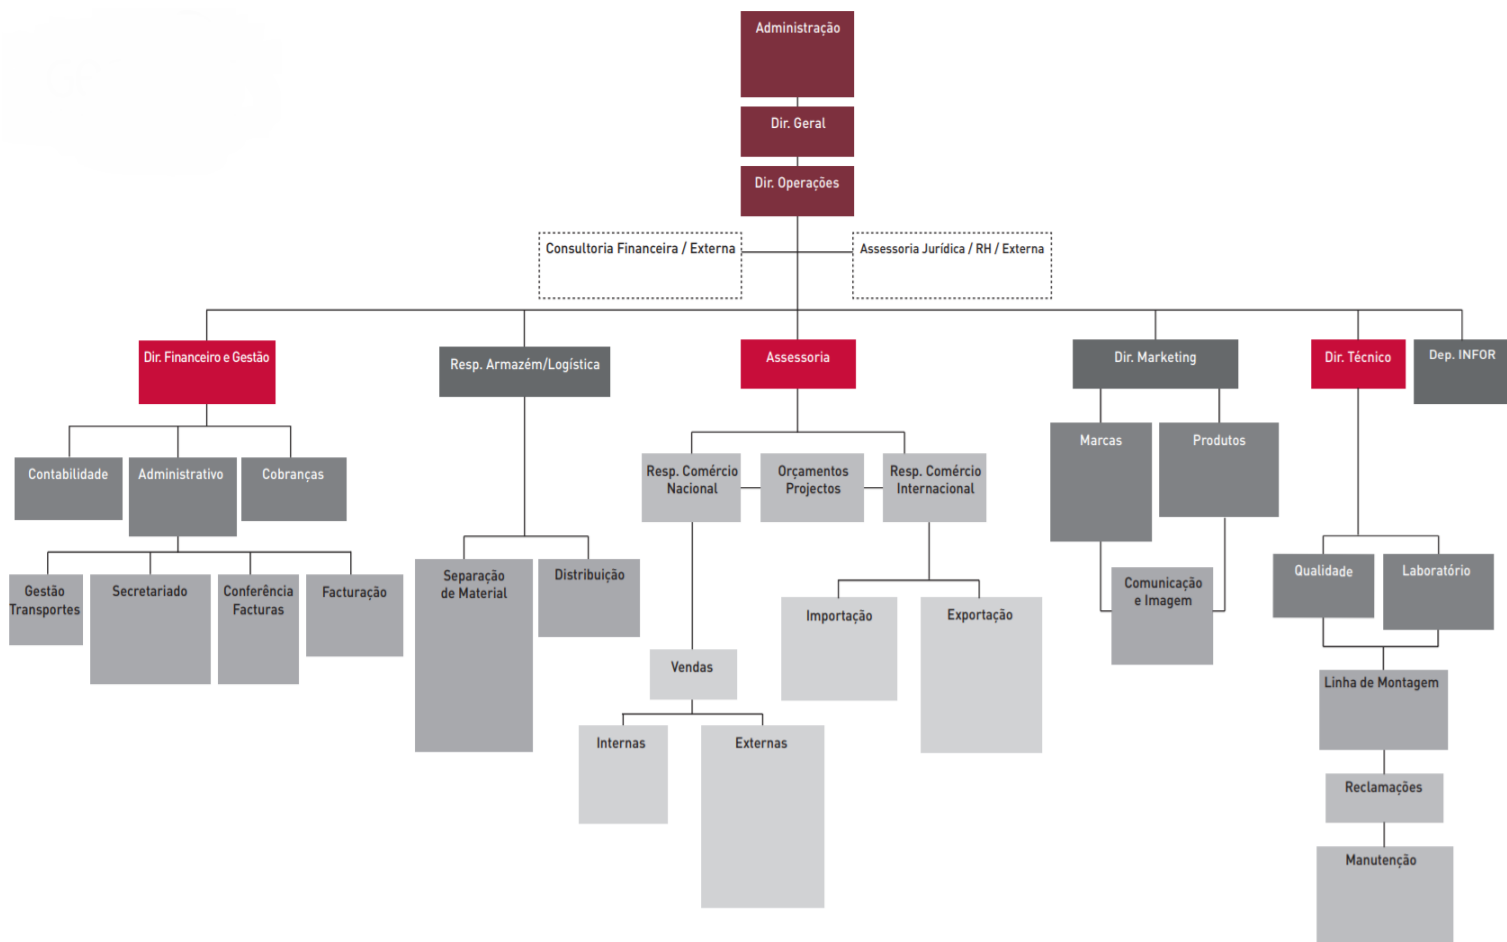 Administração
Dir. Geral
Dir. Operações
Consultoria Financeira / Externa
Assessoria Jurídica / RH / Externa
Dir. Financeiro e Gestão
Resp. Armazém/Logística
Assessoria
Dir. Marketing
Dir. Técnico
Dep. INFOR
Contabilidade
Administrativo
Cobranças
Resp. Comércio
Nacional
Orçamentos
Projectos
Resp. Comércio
Internacional
Marcas
Produtos
Gestão
Transportes
Secretariado
Conferência
Facturas
Facturação
Separação
de Material
Distribuição
Importação
Exportação
Comunicação
e Imagem
Qualidade
Laboratório
Vendas
Internas
Externas
Linha de Montagem
Reclamações
Manutenção